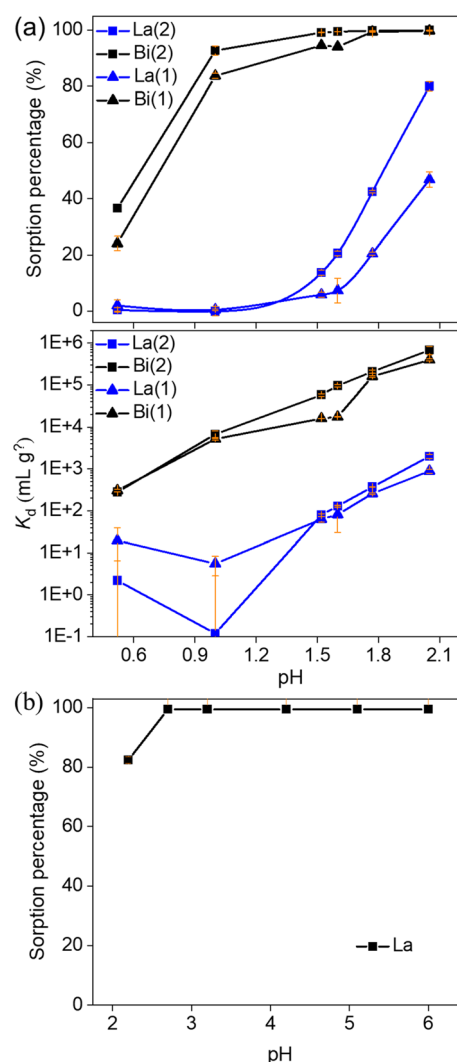 (a)
La(2)
Bi(2)
La(1)
Bi(1)
Sorption percentage (%)
100
80
60
40
20
0
La(2)
Bi(2)
La(1)
Bi(1)
K_d (mL g?)
1E+6
1E+5
1E+4
1E+3
1E+2
1E+1
1E+0
1E-1
0.6 0.9 1.2 1.5 1.8 2.1
pH
(b)
Sorption percentage (%)
100
80
60
40
20
0
La
2 3 4 5 6
pH